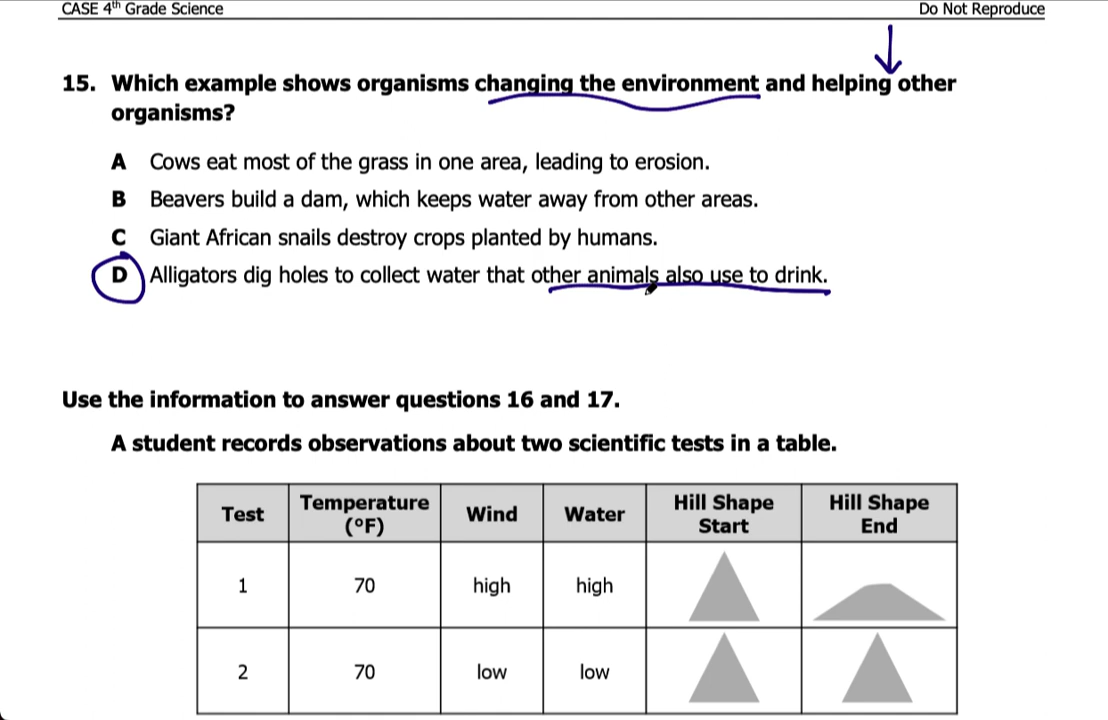 CASE 4th Grade Science Do Not Reproduce
15. Which example shows organisms changing the environment and helping other
organisms?
A Cows eat most of the grass in one area, leading to erosion.
B Beavers build a dam, which keeps water away from other areas.
C Giant African snails destroy crops planted by humans.
D Alligators dig holes to collect water that other animals also use to drink.
Use the information to answer questions 16 and 17.
A student records observations about two scientific tests in a table.
Test Temperature (°F) Wind Water Hill Shape Start Hill Shape End
1 70 high high
2 70 low low